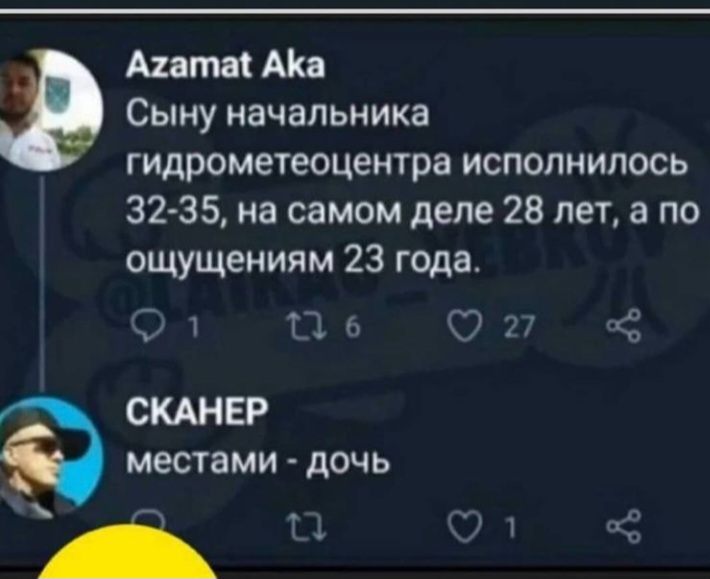 Azamat Aka
Сыну начальника
гидрометеоцентра исполнилось
32-35, на самом деле 28 лет, а по
ощущениям 23 года.
1 6 27
СКАНЕР
местами - дочь
1